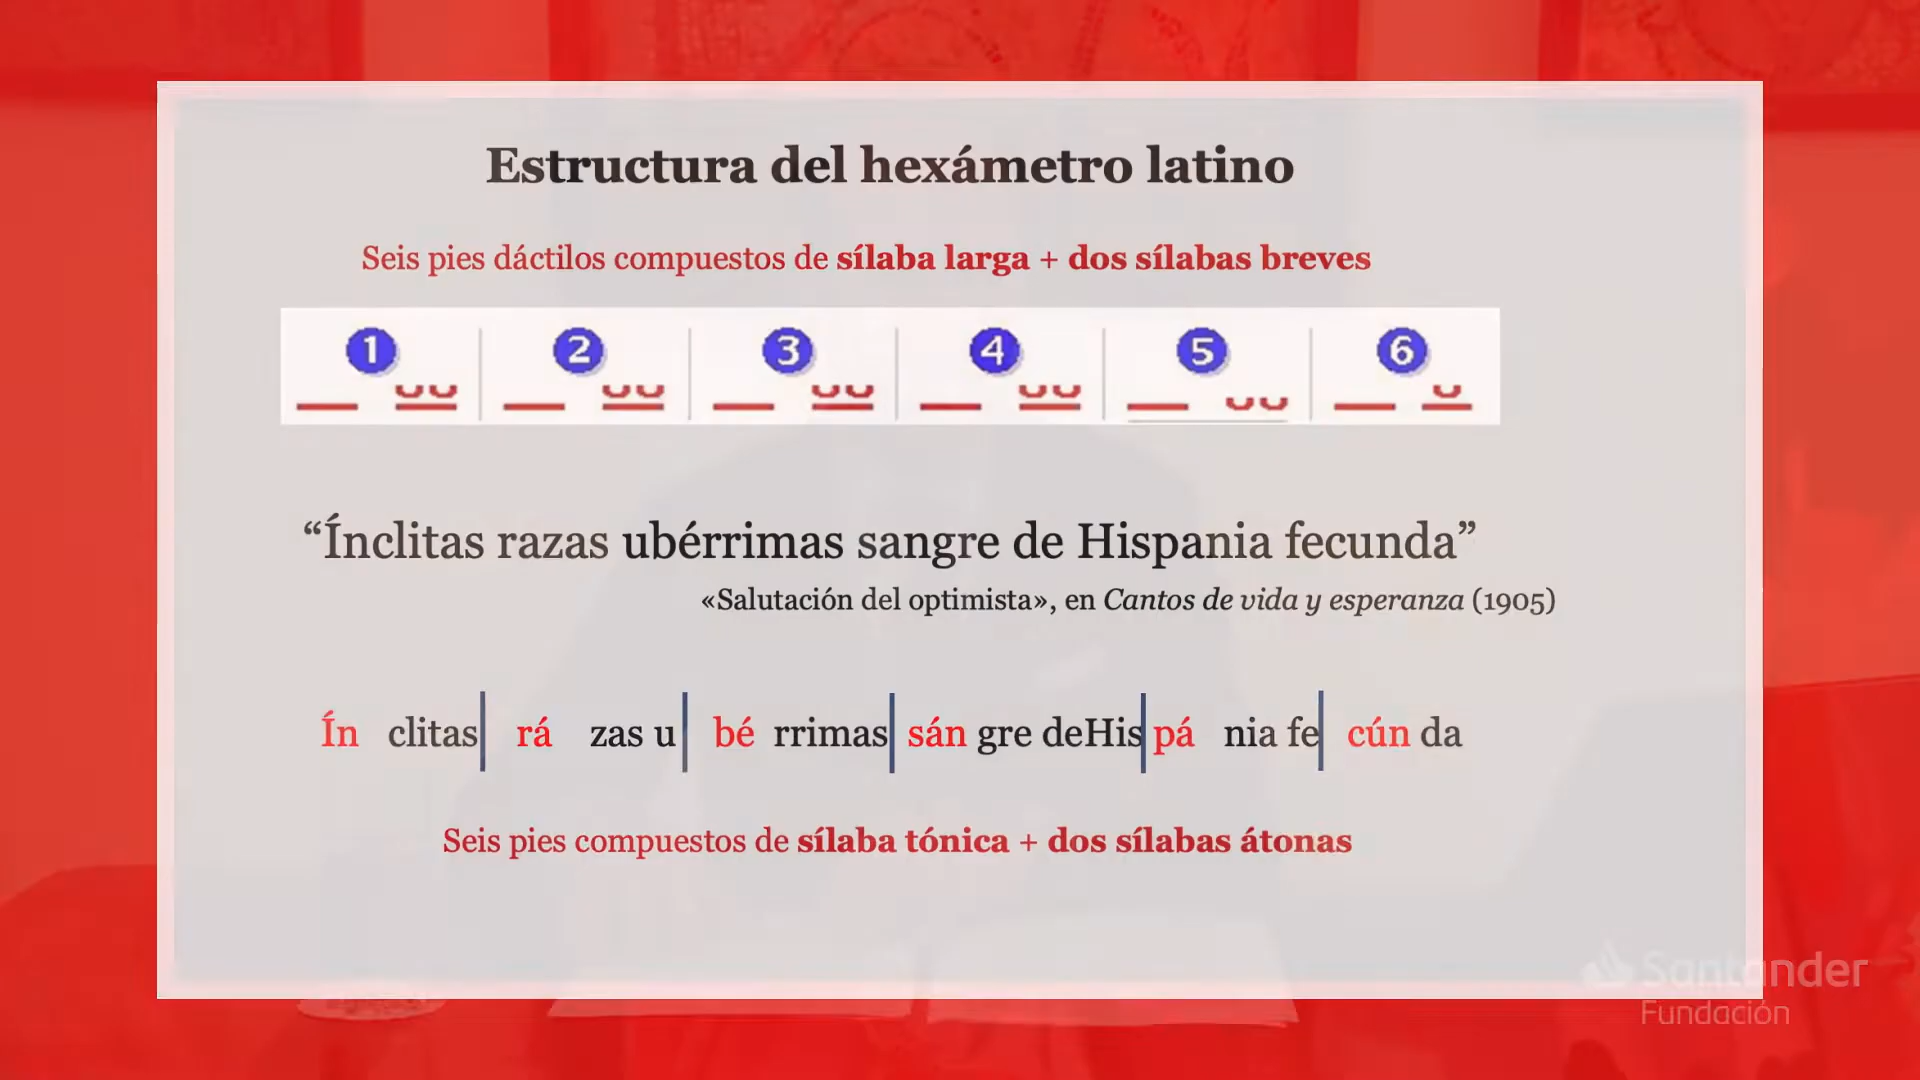 Estructura del hexámetro latino
Seis pies dáctilos compuestos de sílaba larga + dos sílabas breves
1 2 3 4 5 6
“Ínclitas razas ubérrimas sangre de Hispania fecunda”
«Salutación del optimista», en Cantos de vida y esperanza (1905)
Ín clitas| rá zas u| bé rrimas| sán gre deHis| pá nia fe| cún da
Seis pies compuestos de sílaba tónica + dos sílabas átonas
Santander
Fundación